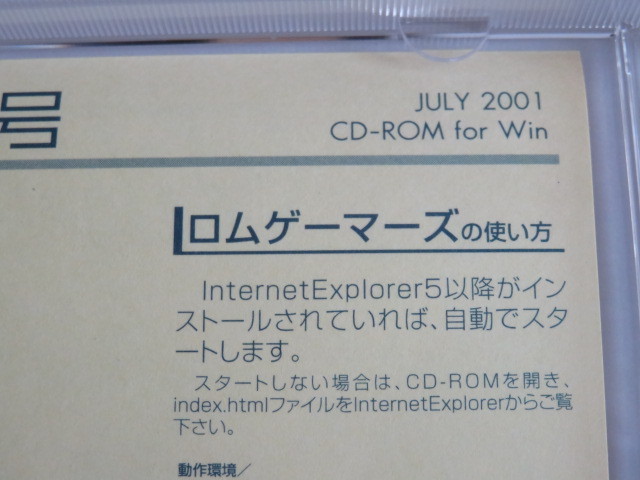 号
JULY 2001
CD-ROM for Win
ロムゲーマーズの使い方
InternetExplorer5以降がイン
ストールされていれば、自動でスタ
ートします。
スタートしない場合は、CD-ROMを開き、
index.htmlファイルをInternetExplorerからご覧
下さい。
動作環境/